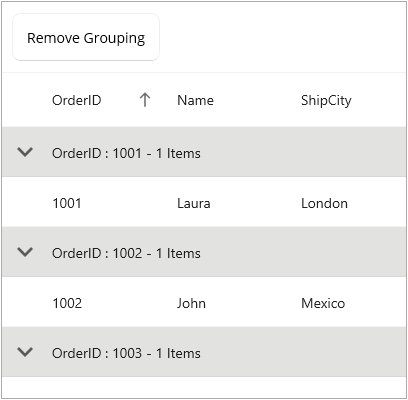 Remove Grouping
OrderID Name ShipCity
OrderID : 1001 - 1 Items
1001 Laura London
OrderID : 1002 - 1 Items
1002 John Mexico
OrderID : 1003 - 1 Items